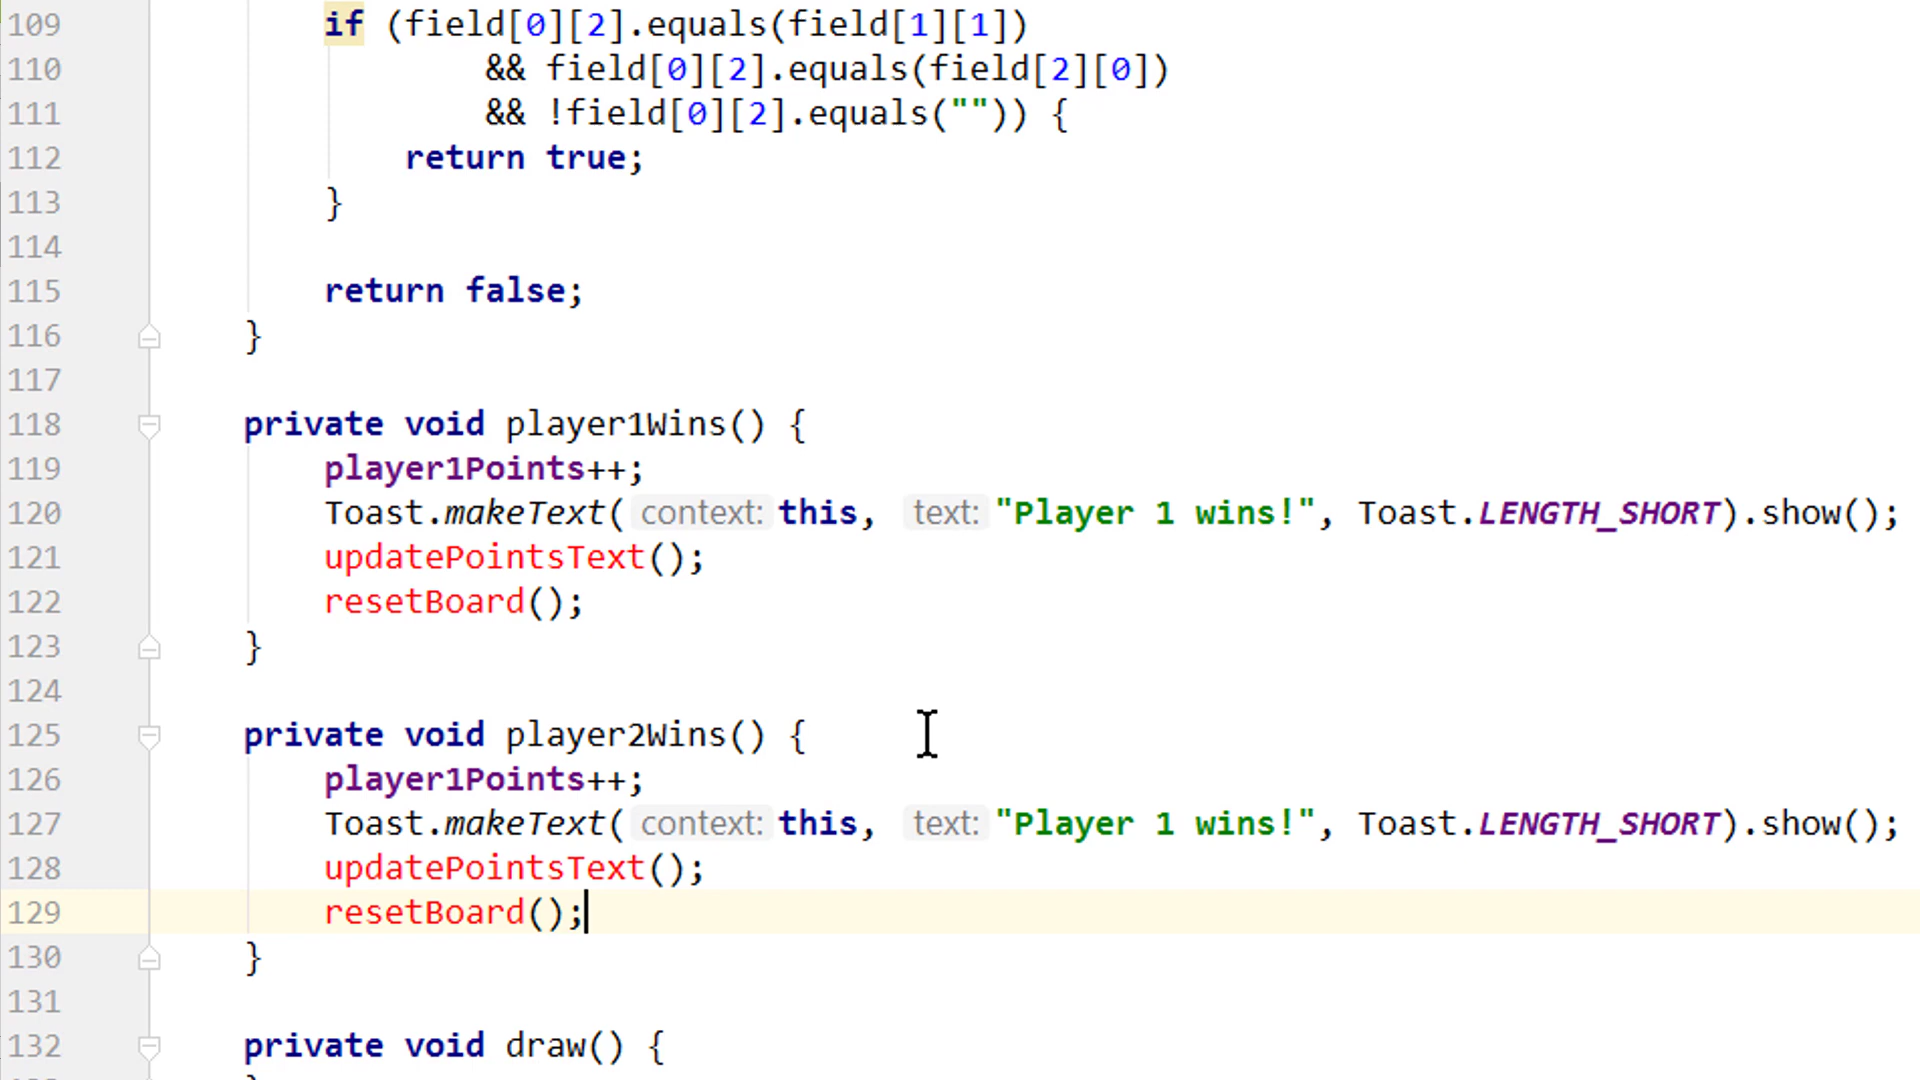 109 if (field[0][2].equals(field[1][1])
110 && field[0][2].equals(field[2][0])
111 && !field[0][2].equals("")) {
112 return true;
113 }
114
115 return false;
116 }
117
118 private void player1Wins() {
119 player1Points++;
120 Toast.makeText( context: this, text: "Player 1 wins!", Toast.LENGTH_SHORT).show();
121 updatePointsText();
122 resetBoard();
123 }
124
125 private void player2Wins() {
126 player1Points++;
127 Toast.makeText( context: this, text: "Player 1 wins!", Toast.LENGTH_SHORT).show();
128 updatePointsText();
129 resetBoard();
130 }
131
132 private void draw() {